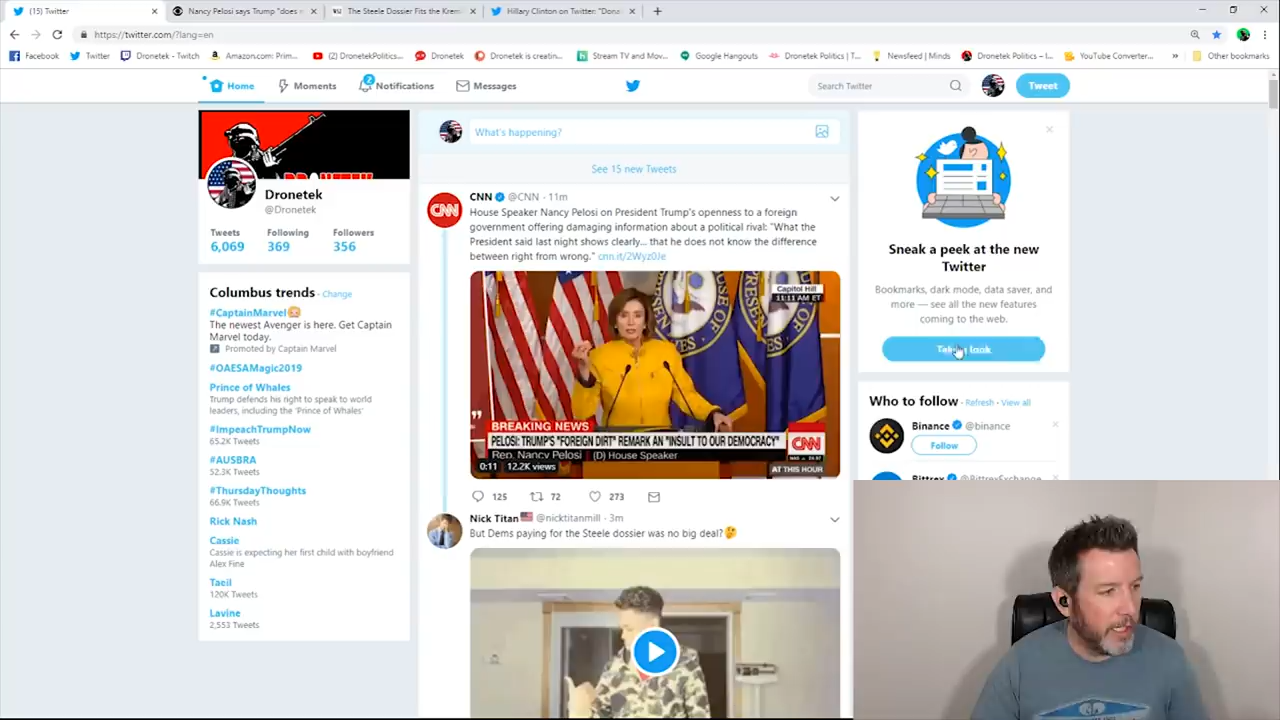 (15) Twitter
Nancy Pelosi says Trump "does n
The Steele Dossier Fits the Krem
Hillary Clinton on Twitter: "Dona
https://twitter.com/?lang=en
Facebook
Twitter
Dronetek - Twitch
Amazon.com: Prim...
DronetekPolitics...
Dronetek
Dronetek is creatin...
Stream TV and Mov...
Google Hangouts
Dronetek Politics | T...
Newsfeed | Minds
Dronetek Politics – I...
YouTube Converter...
»
Other bookmarks
Home
Moments
2
Notifications
Messages
Search Twitter
Tweet
DRONETEK
Dronetek
@Dronetek
Tweets Following Followers
6,069 369 356
Columbus trends · Change
#CaptainMarvel
The newest Avenger is here. Get Captain
Marvel today.
Promoted by Captain Marvel
#OAESAMagic2019
Prince of Whales
Trump defends his right to speak to world
leaders, including the 'Prince of Whales'
#ImpeachTrumpNow
65.2K Tweets
#AUSBRA
52.3K Tweets
#ThursdayThoughts
66.9K Tweets
Rick Nash
Cassie
Cassie is expecting her first child with boyfriend
Alex Fine
Taeil
120K Tweets
Lavine
2,553 Tweets
What's happening?
See 15 new Tweets
CNN
CNN @CNN · 11m
House Speaker Nancy Pelosi on President Trump's openness to a foreign
government offering damaging information about a political rival: "What the
President said last night shows clearly... that he does not know the difference
between right from wrong." cnn.it/2Wyz0Je
Capitol Hill
11:11 AM ET
BREAKING NEWS
PELOSI: TRUMP'S "FOREIGN DIRT" REMARK AN "INSULT TO OUR DEMOCRACY"
Rep. Nancy Pelosi | (D) House Speaker
CNN
0:11 12.2K views
AT THIS HOUR
125 72 273
Nick Titan @nicktitanmill · 3m
But Dems paying for the Steele dossier was no big deal?
Sneak a peek at the new
Twitter
Bookmarks, dark mode, data saver, and
more — see all the new features
coming to the web.
Take a look
Who to follow · Refresh · View all
Binance @binance
Follow
Bittrex @BittrexExchange